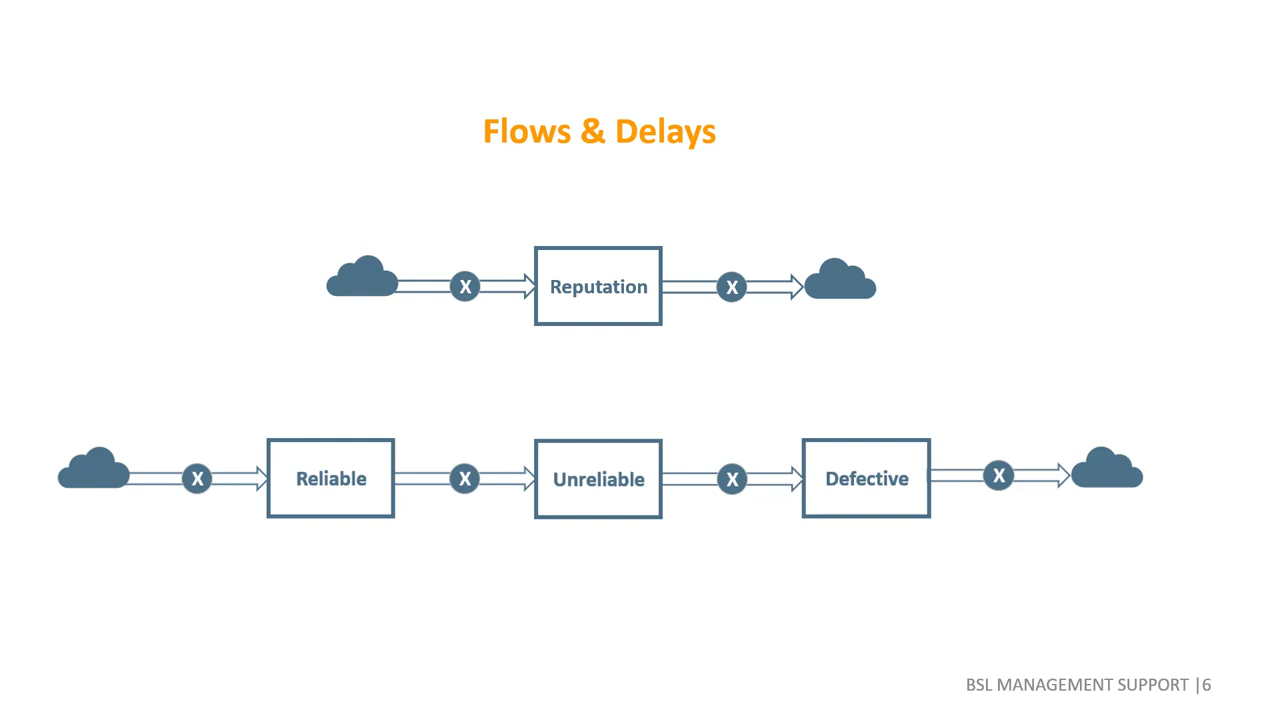 Flows & Delays
X Reputation X
X Reliable X Unreliable X Defective X
BSL MANAGEMENT SUPPORT |6